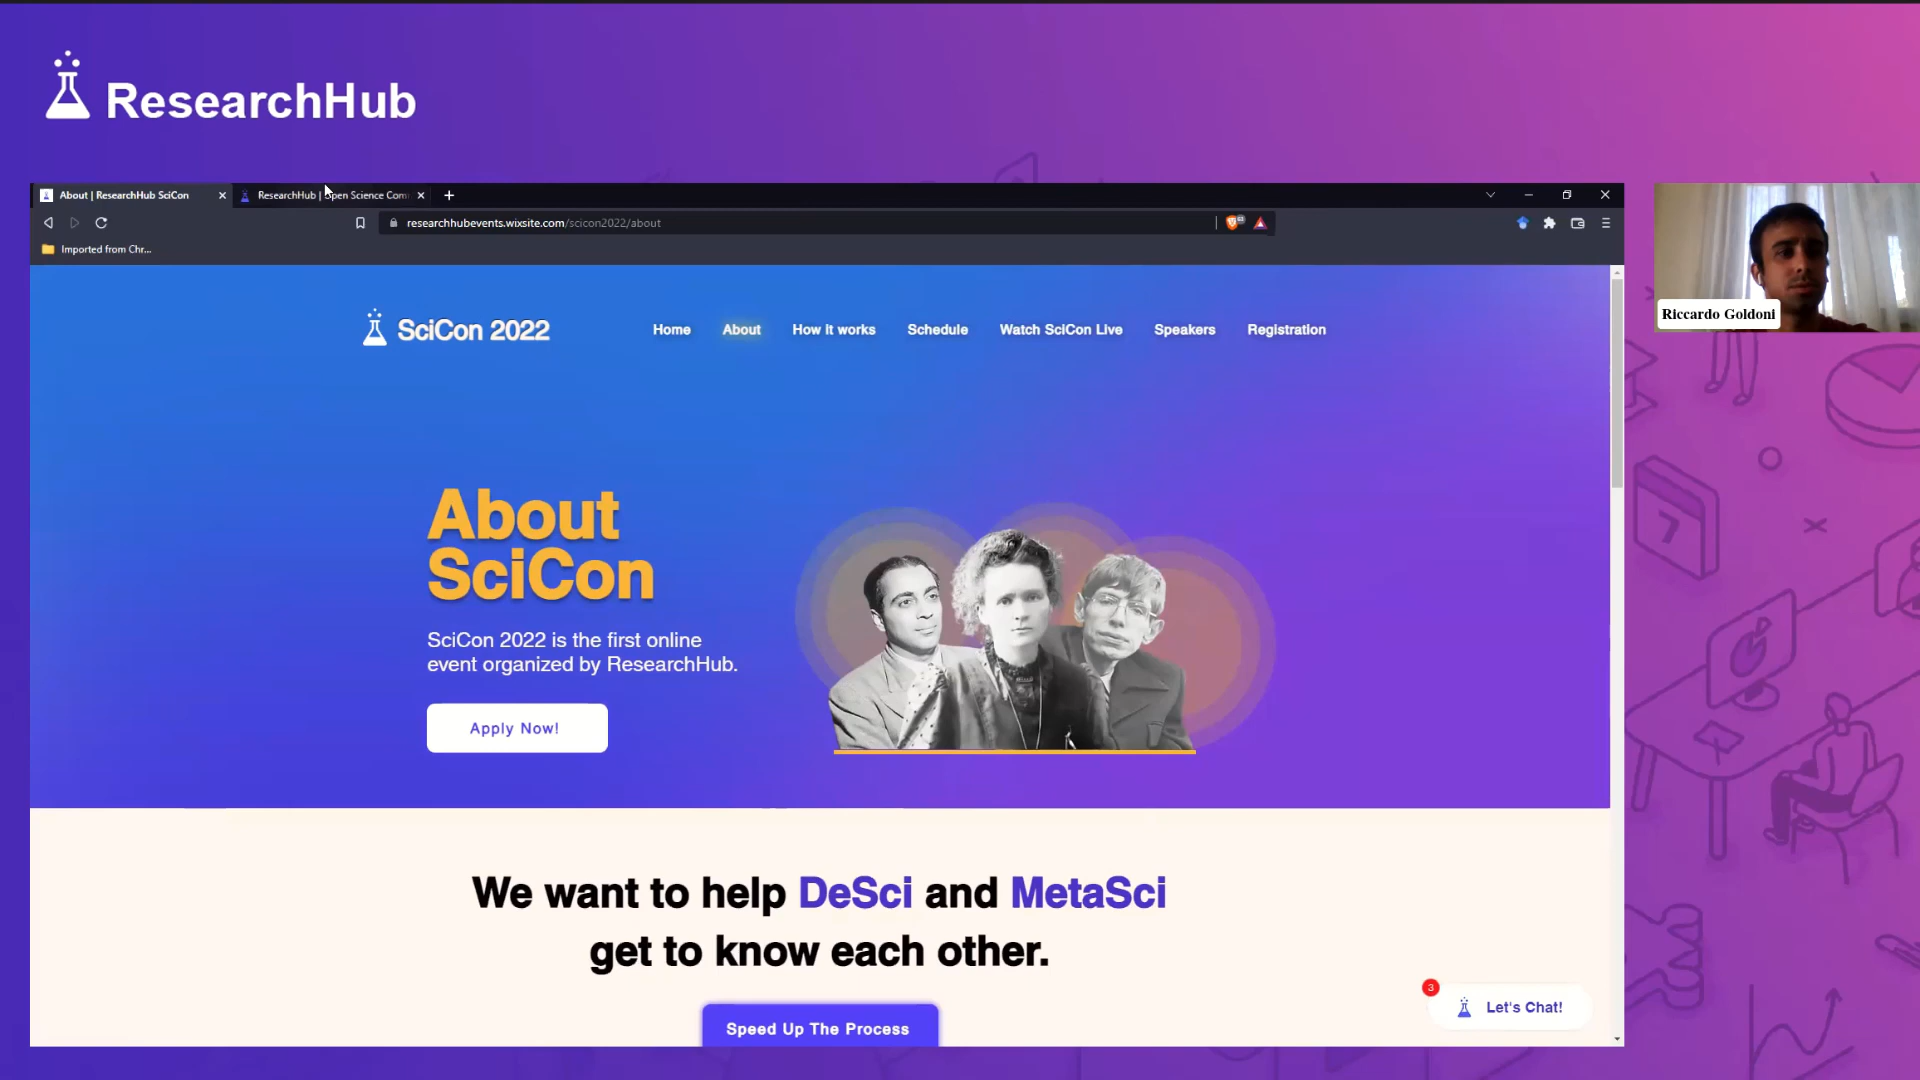 ResearchHub
About | ResearchHub SciCon
ResearchHub | Open Science Com
researchhubevents.wixsite.com/scicon2022/about
Imported from Chr...
SciCon 2022
Home
About
How it works
Schedule
Watch SciCon Live
Speakers
Registration
Riccardo Goldoni
About
SciCon
SciCon 2022 is the first online
event organized by ResearchHub.
Apply Now!
7
We want to help DeSci and MetaSci
get to know each other.
3
Let's Chat!
Speed Up The Process